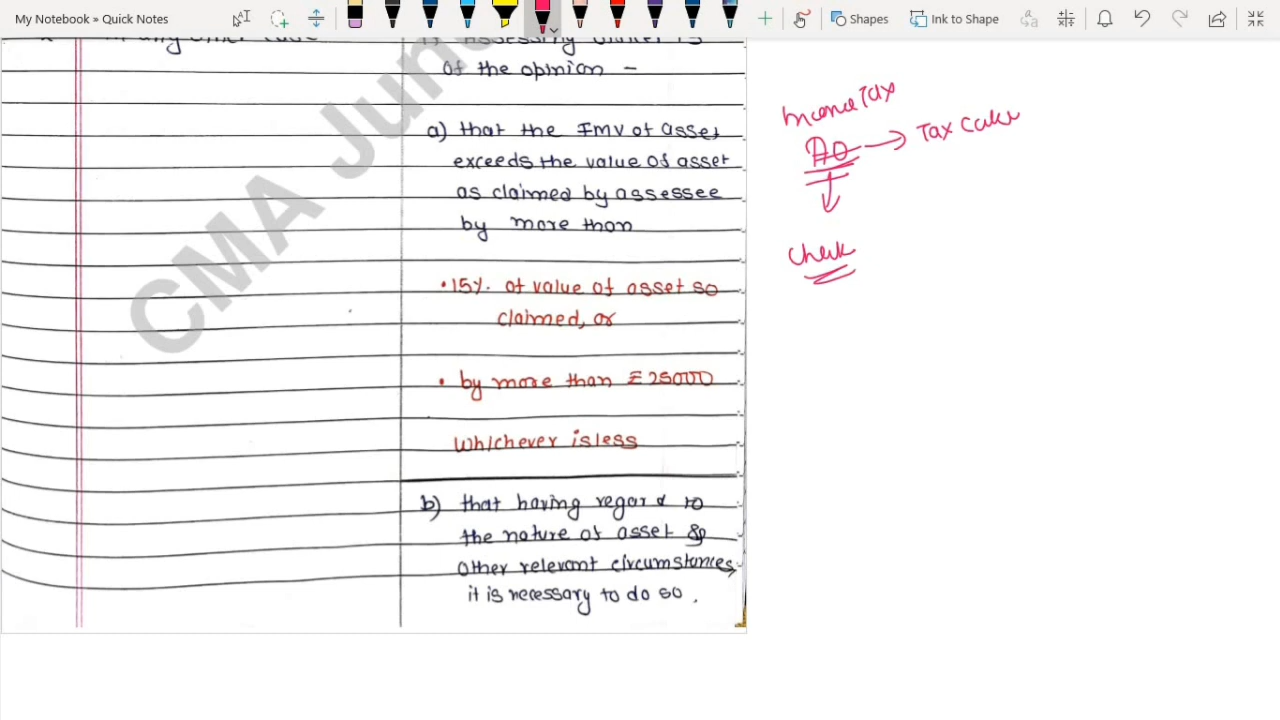 My Notebook » Quick Notes
Shapes
Ink to Shape
of the opinion –
a) that the FMV of asset
exceeds the value of asset
as claimed by assessee
by more than
• 15% of value of asset so
claimed, or
• by more than ₹ 25000
whichever is less
b) that having regard to
the nature of asset &
other relevant circumstances,
it is necessary to do so.
CMA Jun
Income Tax
AO → Tax
Check